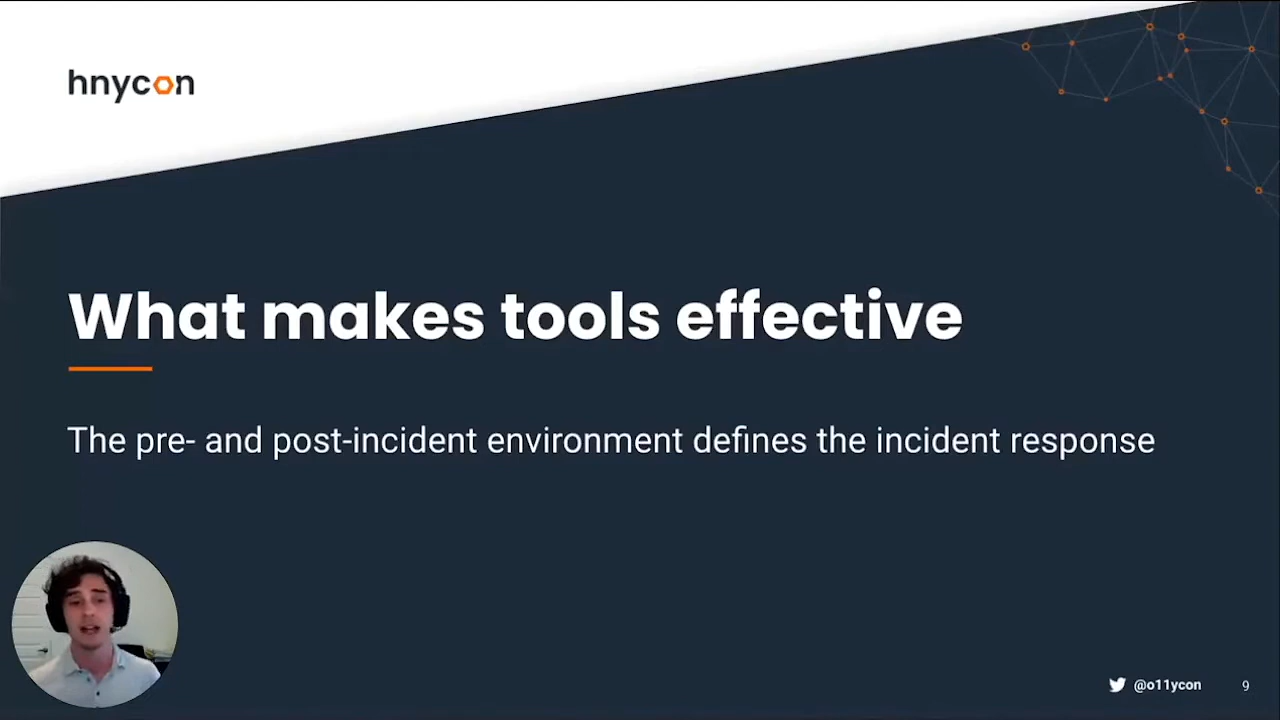 hnycon
What makes tools effective
The pre- and post-incident environment defines the incident response
@o11ycon
9